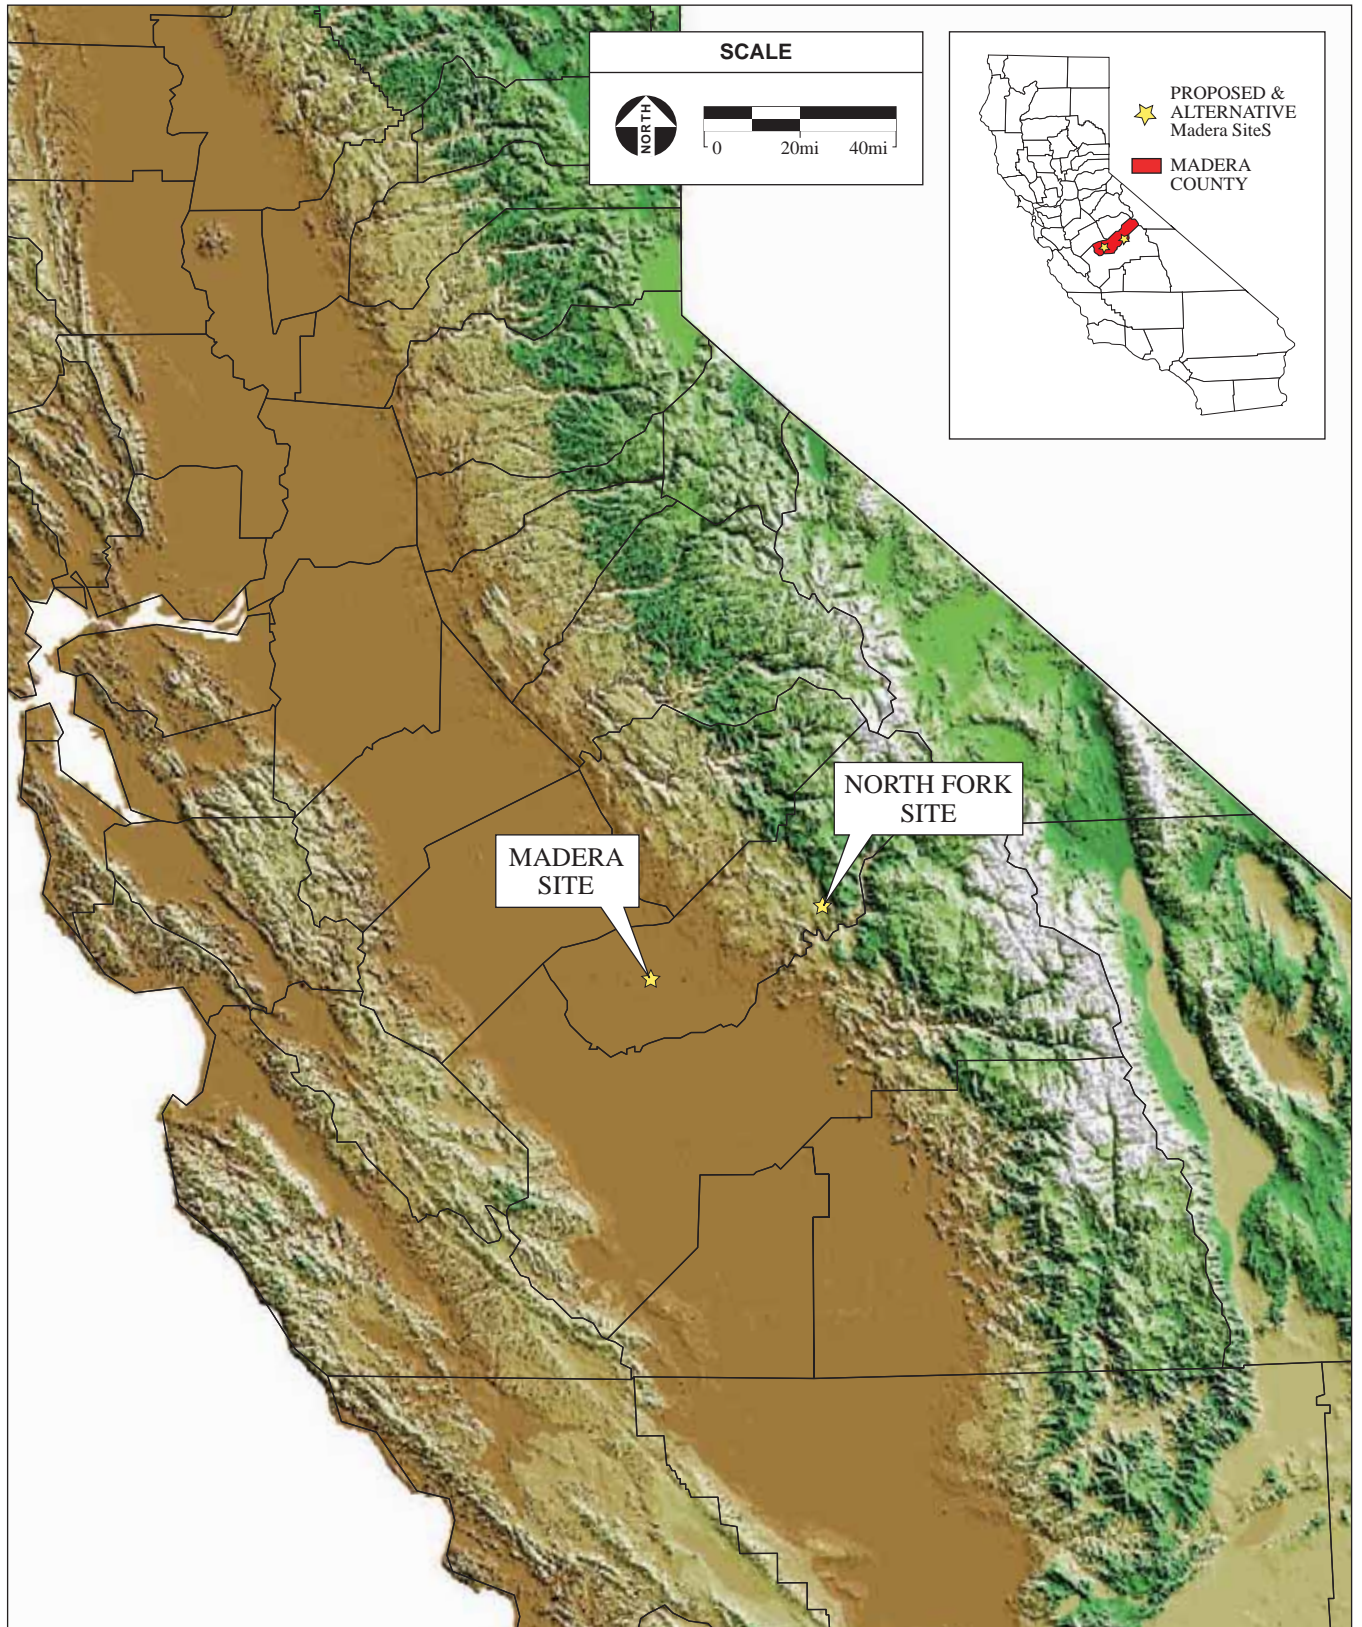 SCALE
NORTH
0 20mi 40mi
PROPOSED &
ALTERNATIVE
Madera SiteS
MADERA
COUNTY
NORTH FORK
SITE
MADERA
SITE